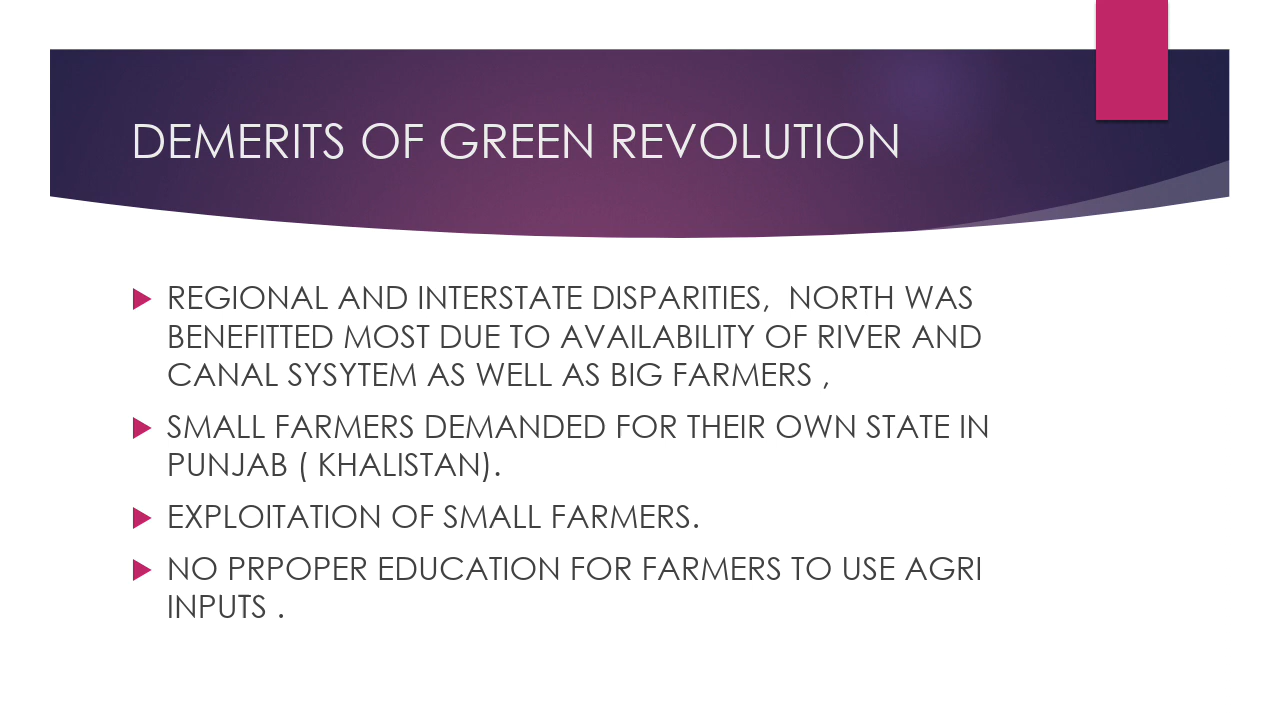 DEMERITS OF GREEN REVOLUTION
REGIONAL AND INTERSTATE DISPARITIES,  NORTH WAS
BENEFITTED MOST DUE TO AVAILABILITY OF RIVER AND
CANAL SYSYTEM AS WELL AS BIG FARMERS ,
SMALL FARMERS DEMANDED FOR THEIR OWN STATE IN
PUNJAB ( KHALISTAN).
EXPLOITATION OF SMALL FARMERS.
NO PRPOPER EDUCATION FOR FARMERS TO USE AGRI
INPUTS .